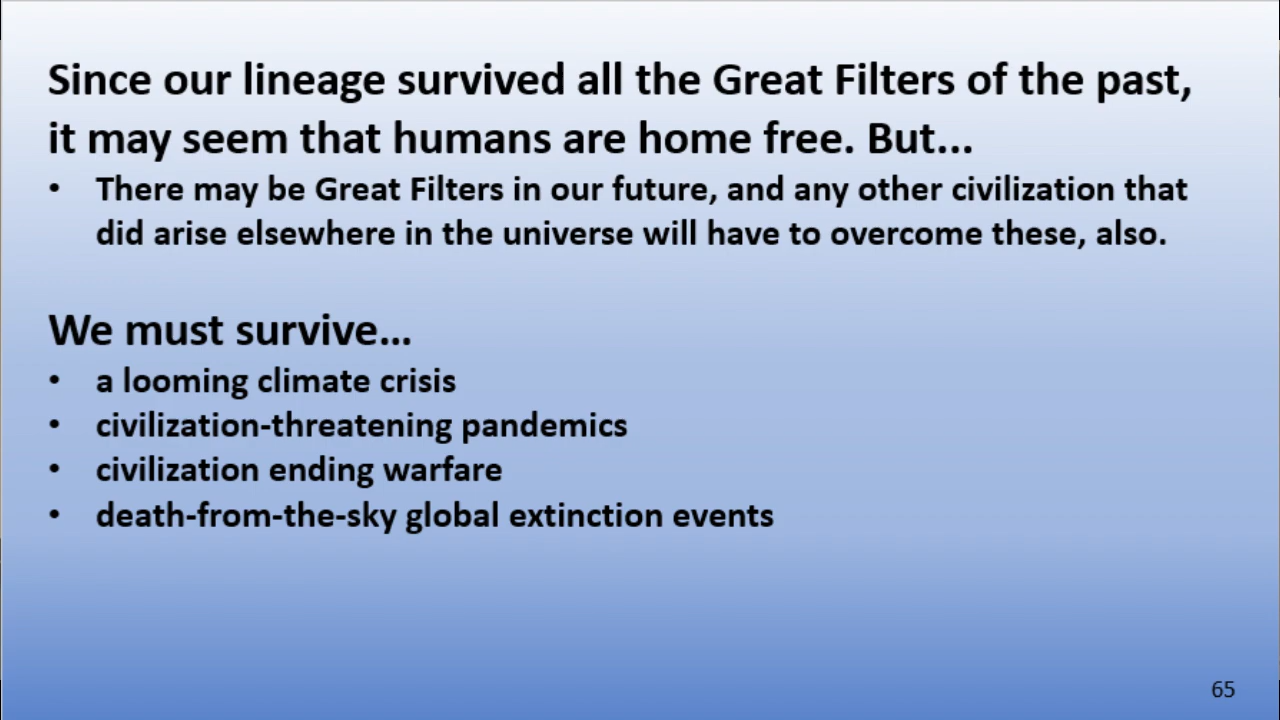 Since our lineage survived all the Great Filters of the past,
it may seem that humans are home free. But...
• There may be Great Filters in our future, and any other civilization that
did arise elsewhere in the universe will have to overcome these, also.
We must survive...
• a looming climate crisis
• civilization-threatening pandemics
• civilization ending warfare
• death-from-the-sky global extinction events
65